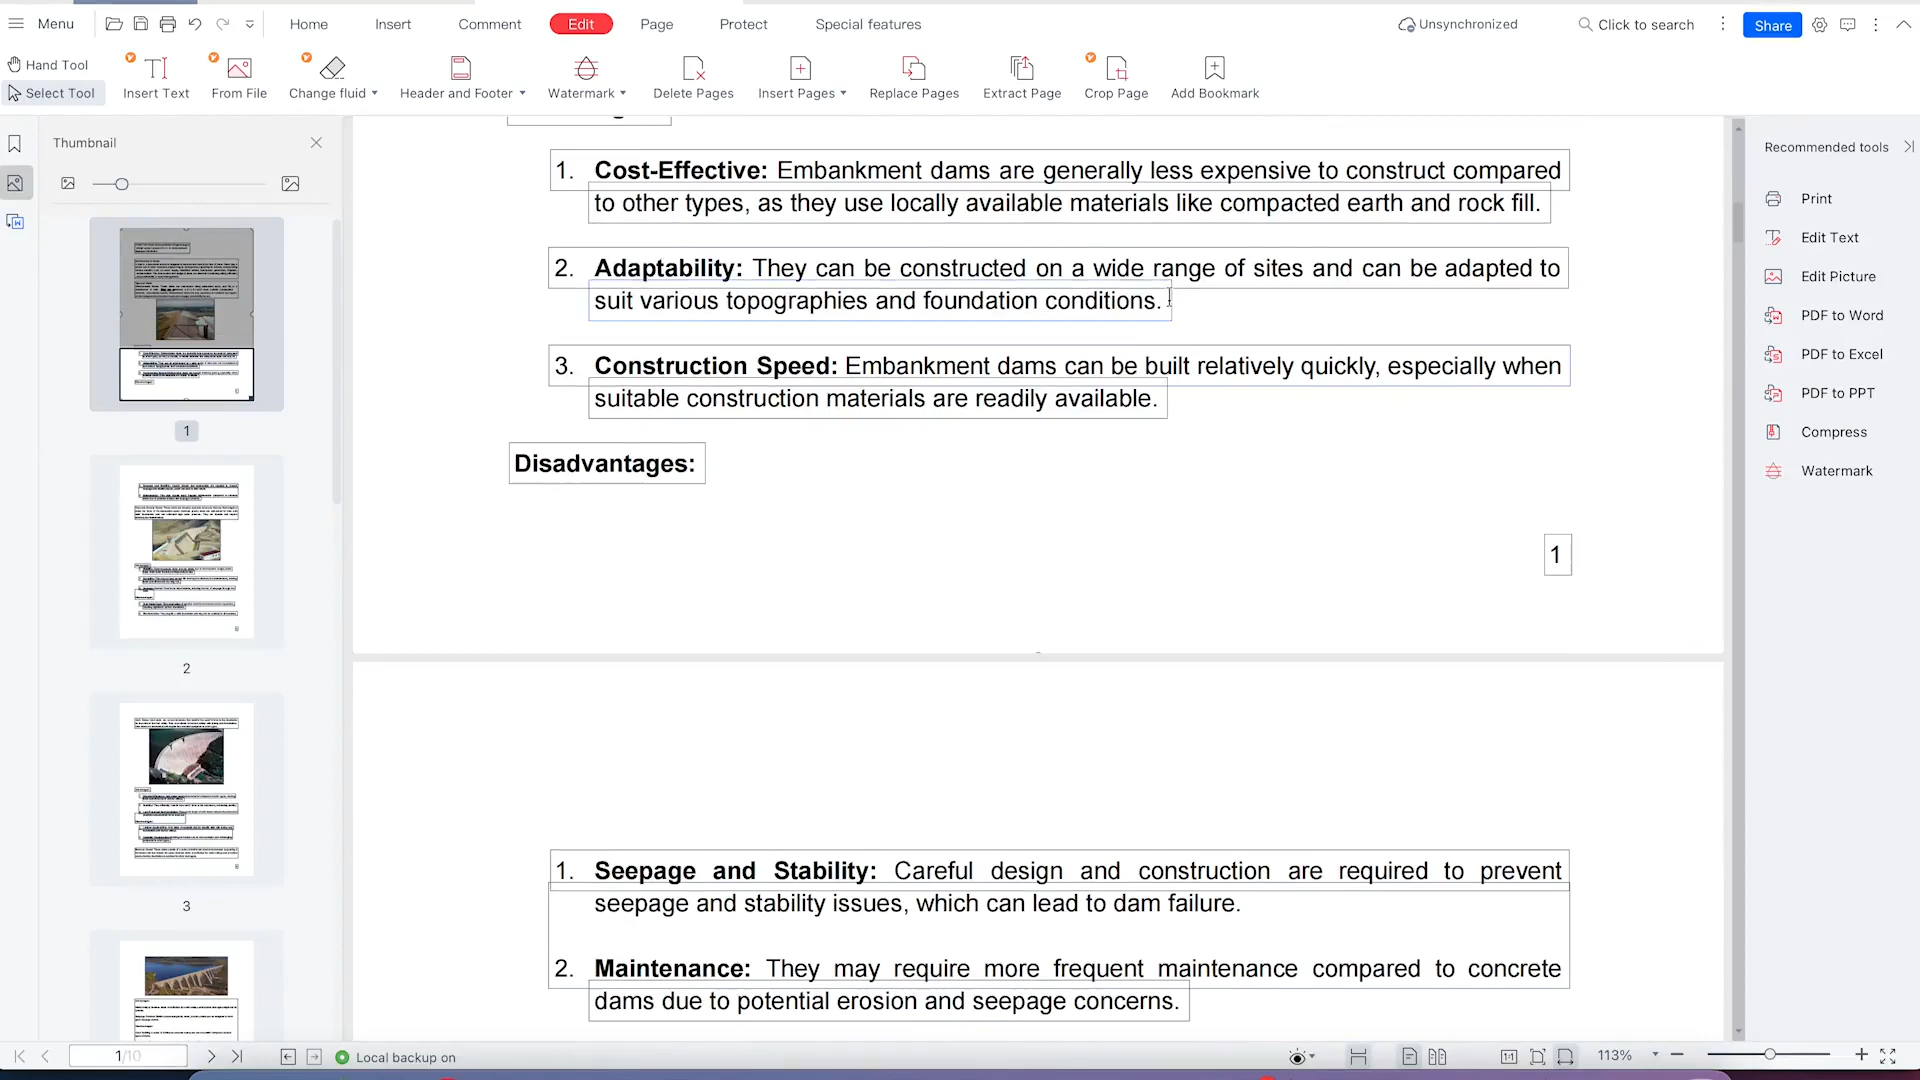 Menu
Home
Insert
Comment
Edit
Page
Protect
Special features
Unsynchronized
Click to search
Share
Hand Tool
Select Tool
Insert Text
From File
Change fluid
Header and Footer
Watermark
Delete Pages
Insert Pages
Replace Pages
Extract Page
Crop Page
Add Bookmark
Thumbnail
1
2
3
1. Cost-Effective: Embankment dams are generally less expensive to construct compared
to other types, as they use locally available materials like compacted earth and rock fill.
2. Adaptability: They can be constructed on a wide range of sites and can be adapted to
suit various topographies and foundation conditions.
3. Construction Speed: Embankment dams can be built relatively quickly, especially when
suitable construction materials are readily available.
Disadvantages:
1
1. Seepage and Stability: Careful design and construction are required to prevent
seepage and stability issues, which can lead to dam failure.
2. Maintenance: They may require more frequent maintenance compared to concrete
dams due to potential erosion and seepage concerns.
Recommended tools
Print
Edit Text
Edit Picture
PDF to Word
PDF to Excel
PDF to PPT
Compress
Watermark
1/10
Local backup on
1:1
113%